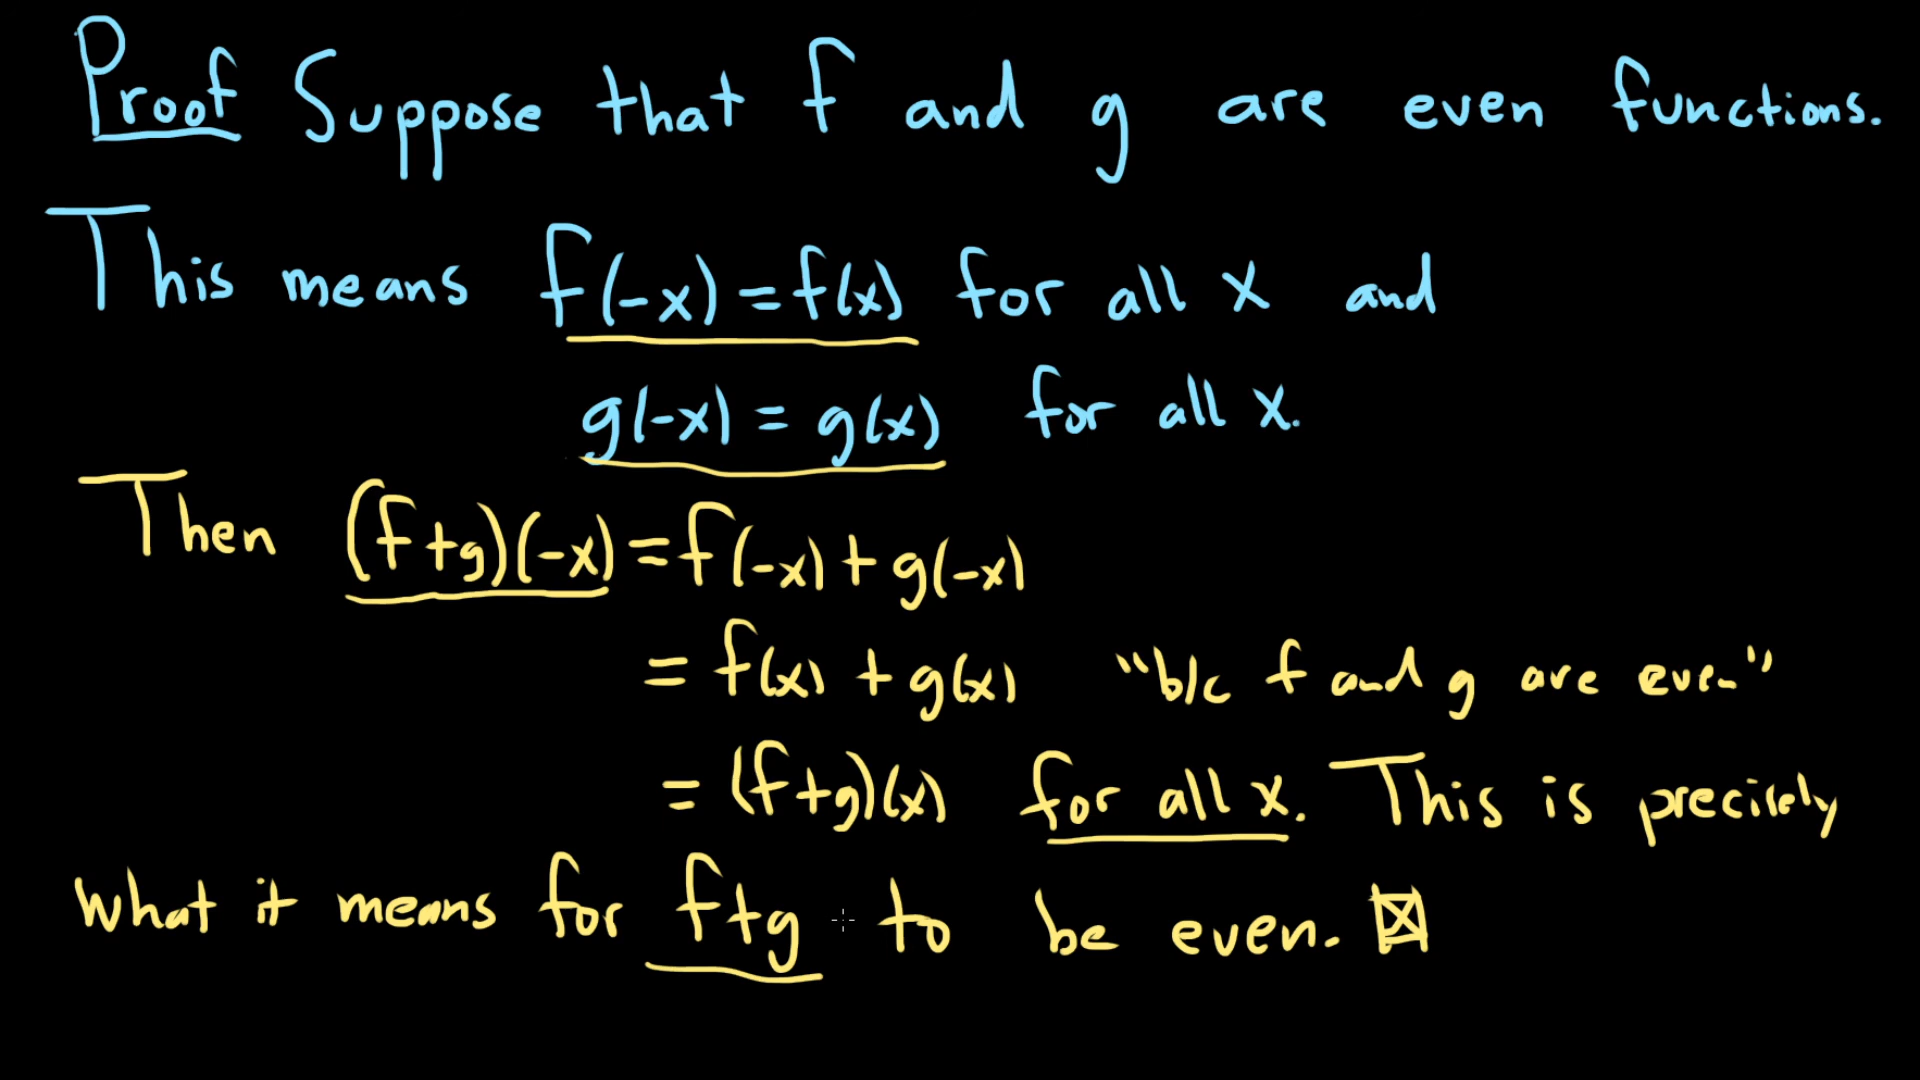 Proof Suppose that f and g are even functions.
This means f(-x) = f(x) for all x and
g(-x) = g(x) for all x.
Then (f+g)(-x) = f(-x) + g(-x)
= f(x) + g(x) "b/c f and g are even"
= (f+g)(x) for all x. This is precisely
what it means for f+g to be even. ☒